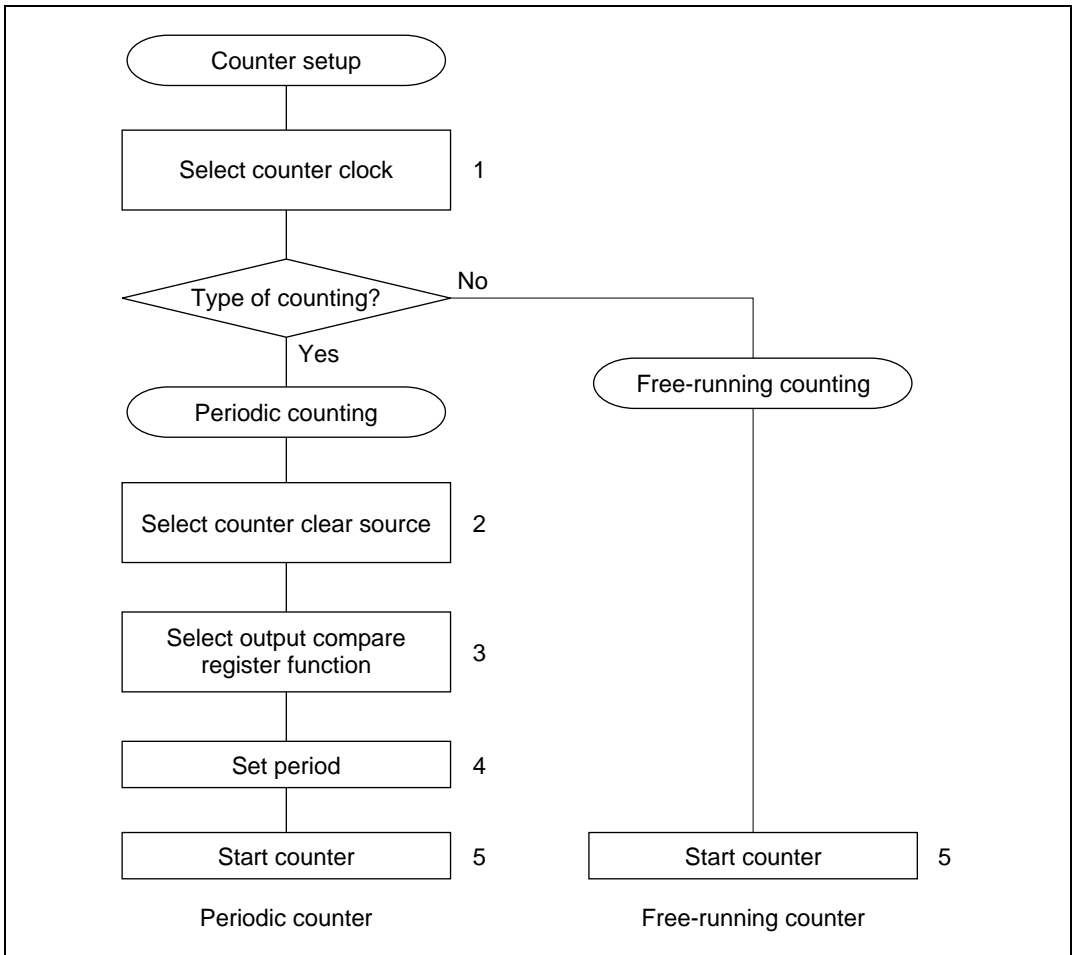 Counter setup
Select counter clock 1
Type of counting?
No
Yes
Free-running counting
Periodic counting
Select counter clear source 2
Select output compare
register function
3
Set period 4
Start counter 5
Start counter 5
Periodic counter
Free-running counter